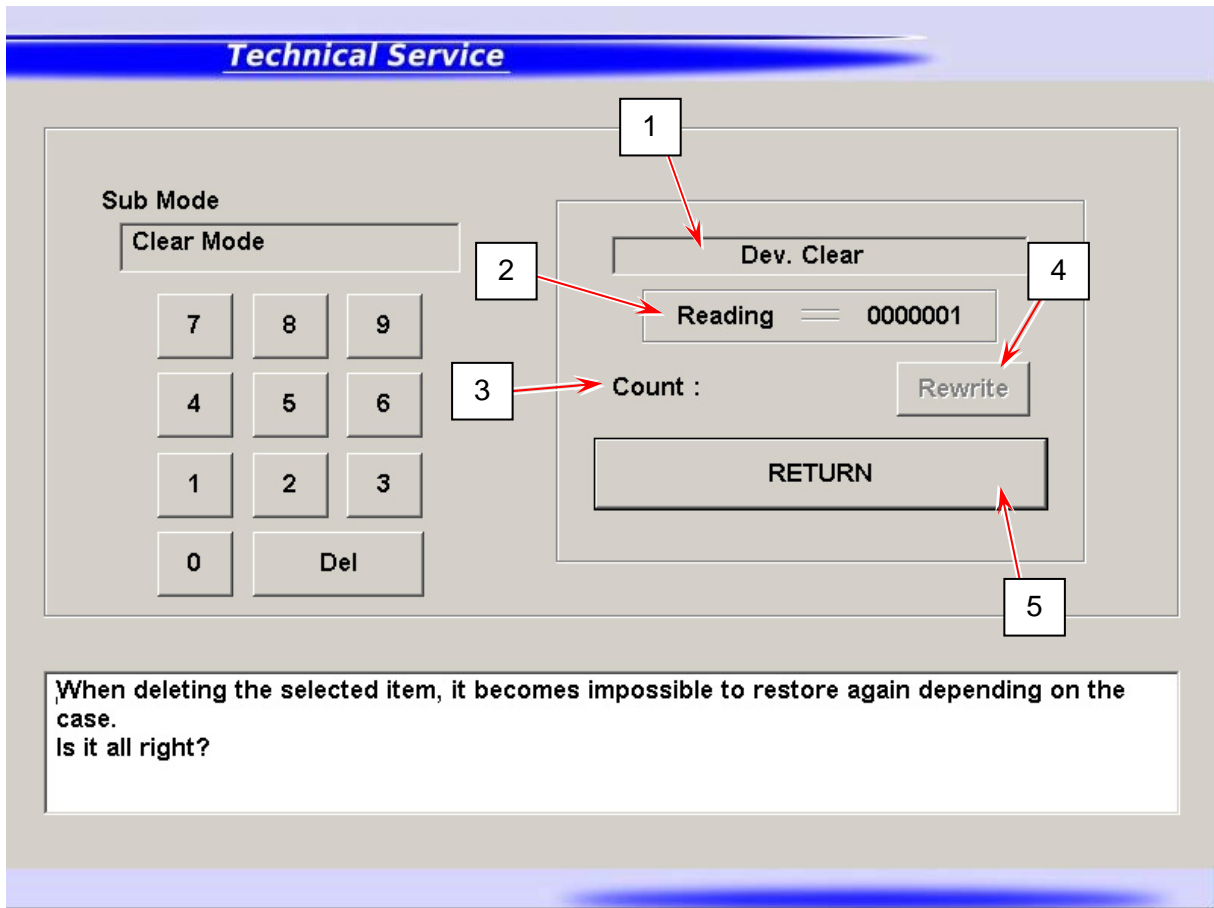 Technical Service
1
Sub Mode
Clear Mode
2
Dev. Clear
4
Reading 0000001
7 8 9
3
Count :
Rewrite
4 5 6
RETURN
1 2 3
0 Del
5
When deleting the selected item, it becomes impossible to restore again depending on the
case.
Is it all right?